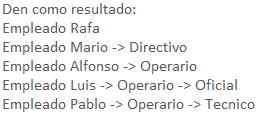 Den como resultado:
Empleado Rafa
Empleado Mario -> Directivo
Empleado Alfonso -> Operario
Empleado Luis -> Operario -> Oficial
Empleado Pablo -> Operario -> Tecnico